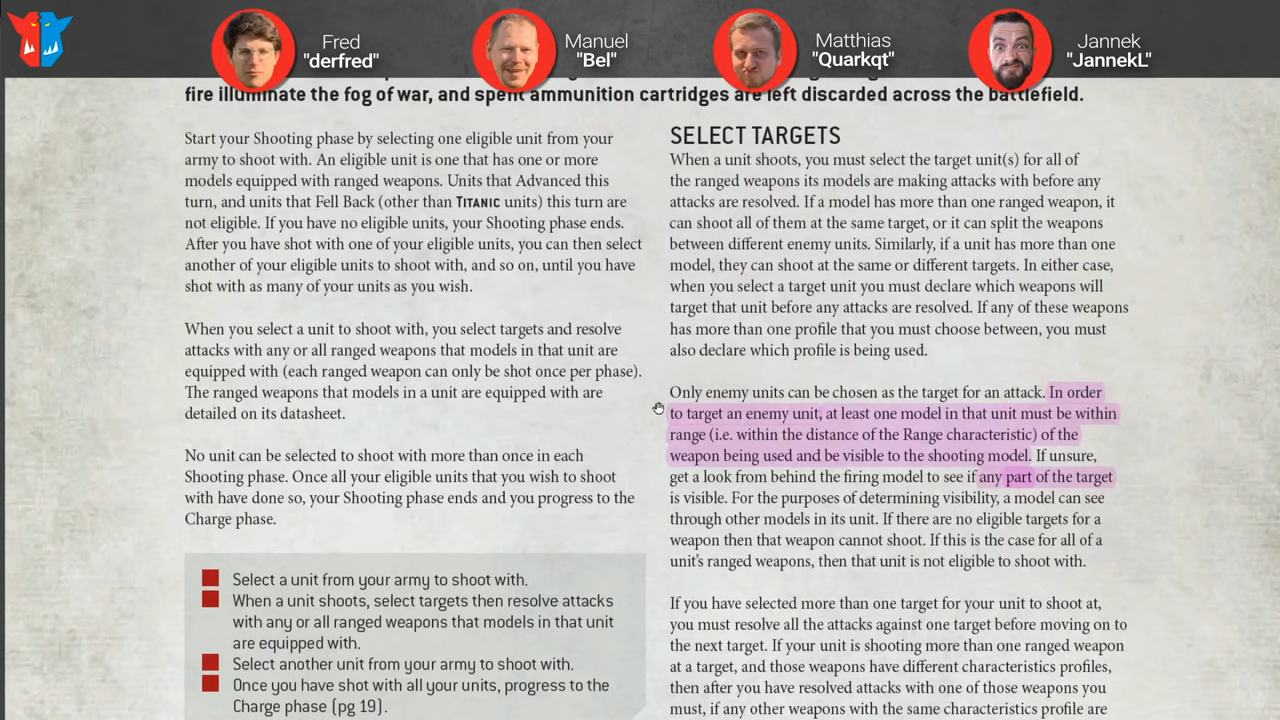 Fred
"derfred"
Manuel
"Bel"
Matthias
"Quarkqt"
Jannek
"JannekL"
fire illuminate the fog of war, and spent ammunition cartridges are left discarded across the battlefield.
Start your Shooting phase by selecting one eligible unit from your
army to shoot with. An eligible unit is one that has one or more
models equipped with ranged weapons. Units that Advanced this
turn, and units that Fell Back (other than TITANIC units) this turn are
not eligible. If you have no eligible units, your Shooting phase ends.
After you have shot with one of your eligible units, you can then select
another of your eligible units to shoot with, and so on, until you have
shot with as many of your units as you wish.
When you select a unit to shoot with, you select targets and resolve
attacks with any or all ranged weapons that models in that unit are
equipped with (each ranged weapon can only be shot once per phase).
The ranged weapons that models in a unit are equipped with are
detailed on its datasheet.
No unit can be selected to shoot with more than once in each
Shooting phase. Once all your eligible units that you wish to shoot
with have done so, your Shooting phase ends and you progress to the
Charge phase.
Select a unit from your army to shoot with.
When a unit shoots, select targets then resolve attacks
with any or all ranged weapons that models in that unit
are equipped with.
Select another unit from your army to shoot with.
Once you have shot with all your units, progress to the
Charge phase (pg 19).
SELECT TARGETS
When a unit shoots, you must select the target unit(s) for all of
the ranged weapons its models are making attacks with before any
attacks are resolved. If a model has more than one ranged weapon, it
can shoot all of them at the same target, or it can split the weapons
between different enemy units. Similarly, if a unit has more than one
model, they can shoot at the same or different targets. In either case,
when you select a target unit you must declare which weapons will
target that unit before any attacks are resolved. If any of these weapons
has more than one profile that you must choose between, you must
also declare which profile is being used.
Only enemy units can be chosen as the target for an attack. In order
to target an enemy unit, at least one model in that unit must be within
range (i.e. within the distance of the Range characteristic) of the
weapon being used and be visible to the shooting model. If unsure,
get a look from behind the firing model to see if any part of the target
is visible. For the purposes of determining visibility, a model can see
through other models in its unit. If there are no eligible targets for a
weapon then that weapon cannot shoot. If this is the case for all of a
unit's ranged weapons, then that unit is not eligible to shoot with.
If you have selected more than one target for your unit to shoot at,
you must resolve all the attacks against one target before moving on to
the next target. If your unit is shooting more than one ranged weapon
at a target, and those weapons have different characteristics profiles,
then after you have resolved attacks with one of those weapons you
must, if any other weapons with the same characteristics profile are